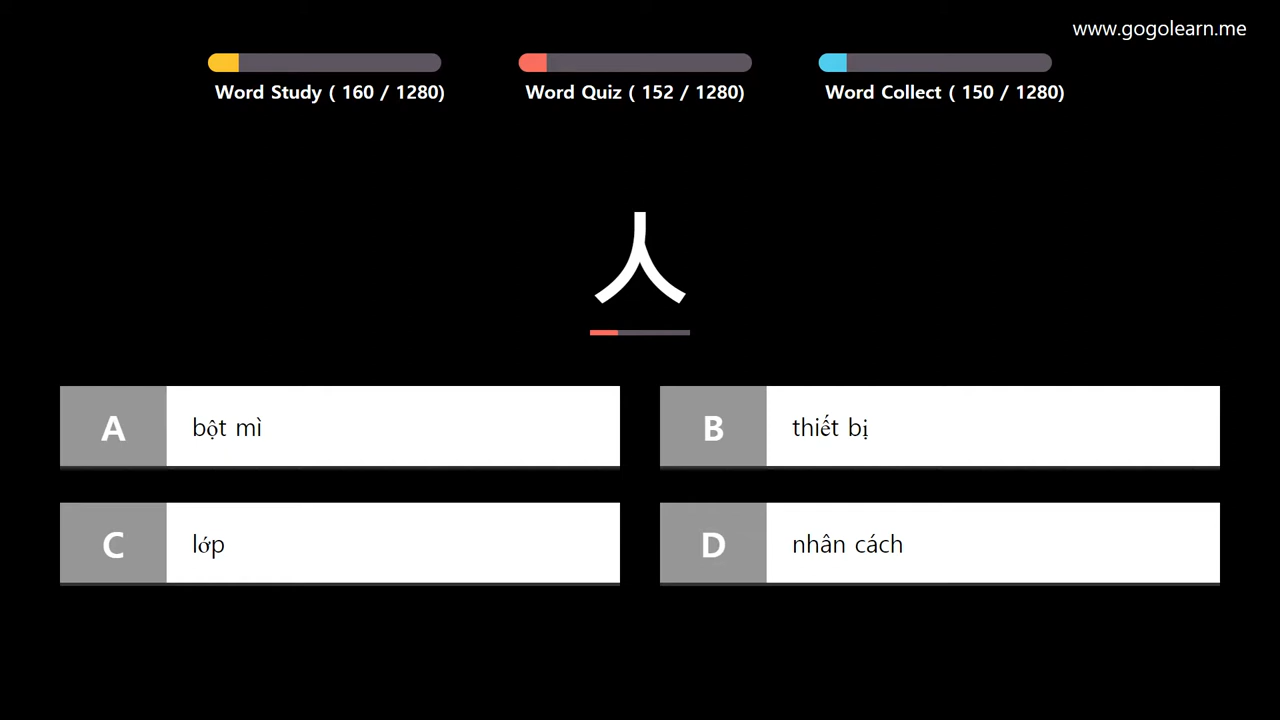 www.gogolearn.me
Word Study ( 160 / 1280)
Word Quiz ( 152 / 1280)
Word Collect ( 150 / 1280)
人
A bột mì
B thiết bị
C lớp
D nhân cách